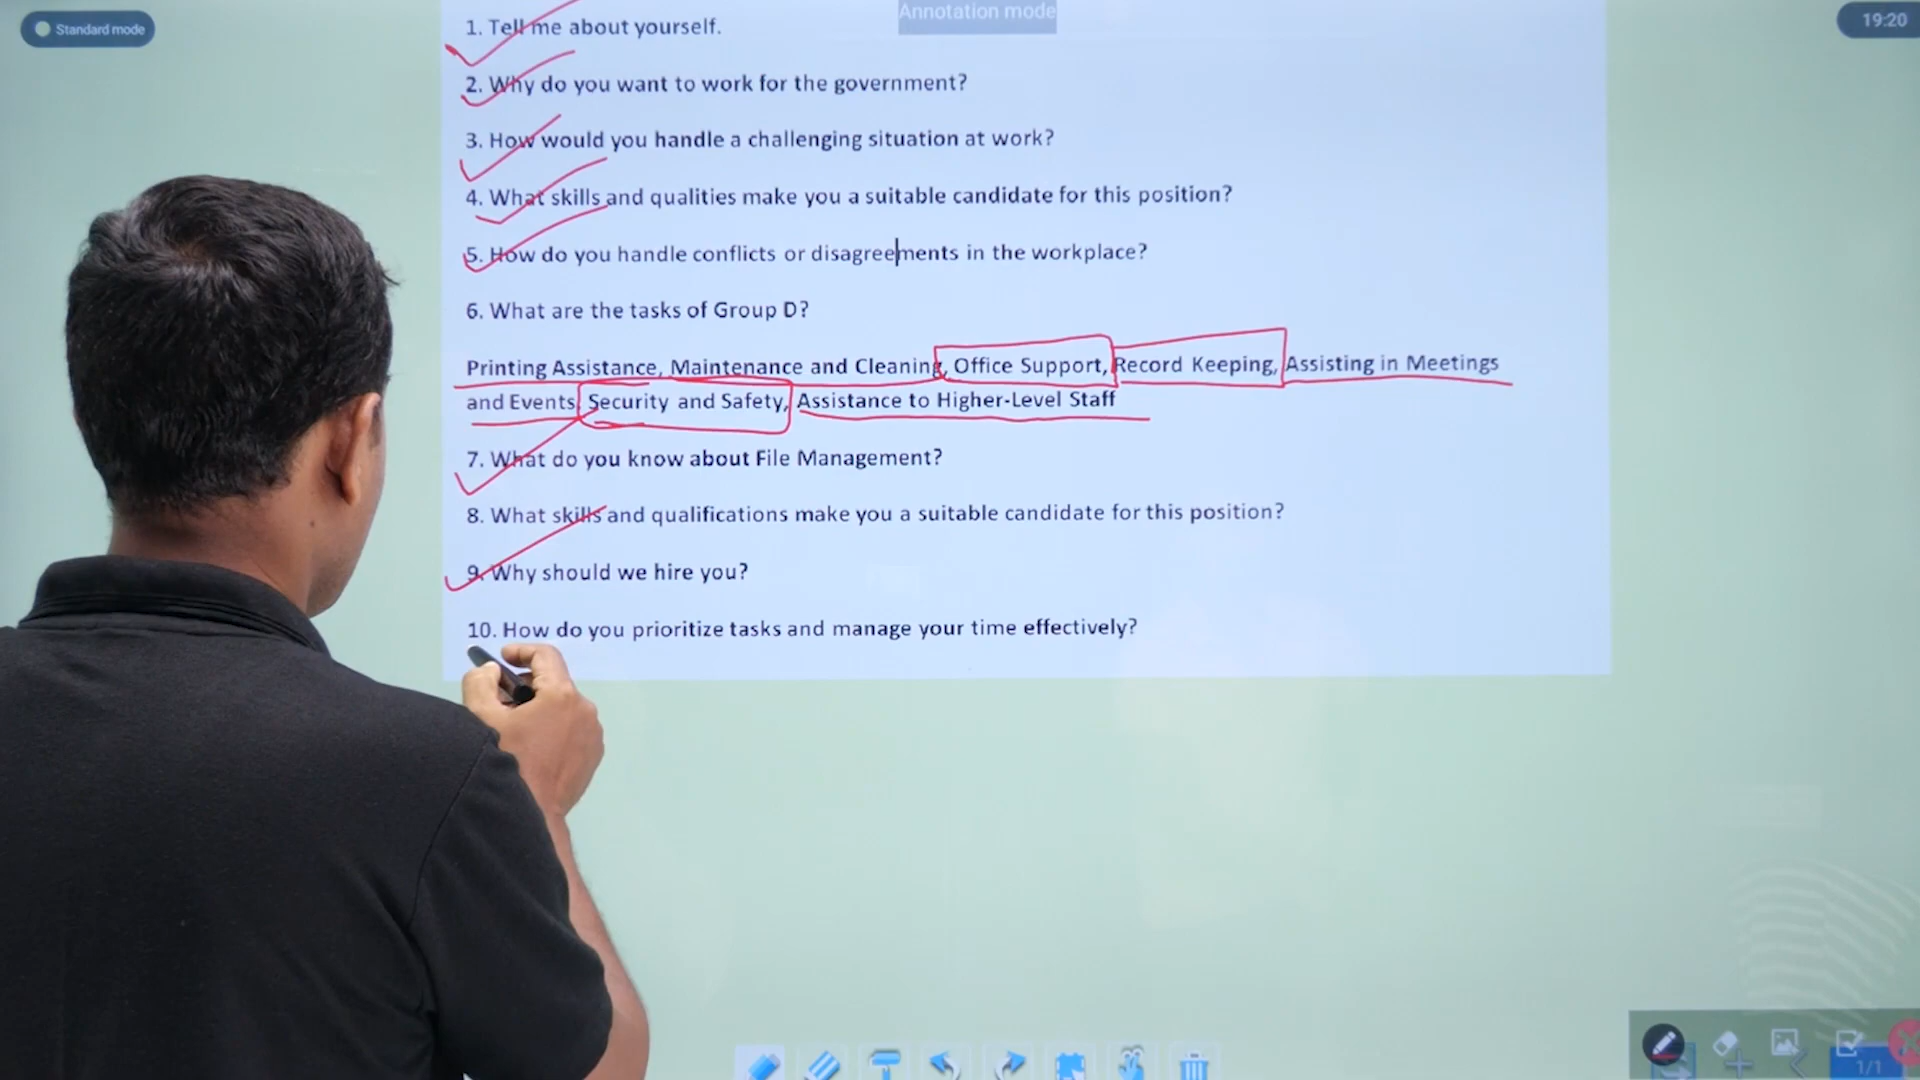 Standard mode
Annotation mode
19:20
1. Tell me about yourself.
2. Why do you want to work for the government?
3. How would you handle a challenging situation at work?
4. What skills and qualities make you a suitable candidate for this position?
5. How do you handle conflicts or disagreements in the workplace?
6. What are the tasks of Group D?
Printing Assistance, Maintenance and Cleaning, Office Support, Record Keeping, Assisting in Meetings
and Events, Security and Safety, Assistance to Higher-Level Staff
7. What do you know about File Management?
8. What skills and qualifications make you a suitable candidate for this position?
9. Why should we hire you?
10. How do you prioritize tasks and manage your time effectively?
1/1